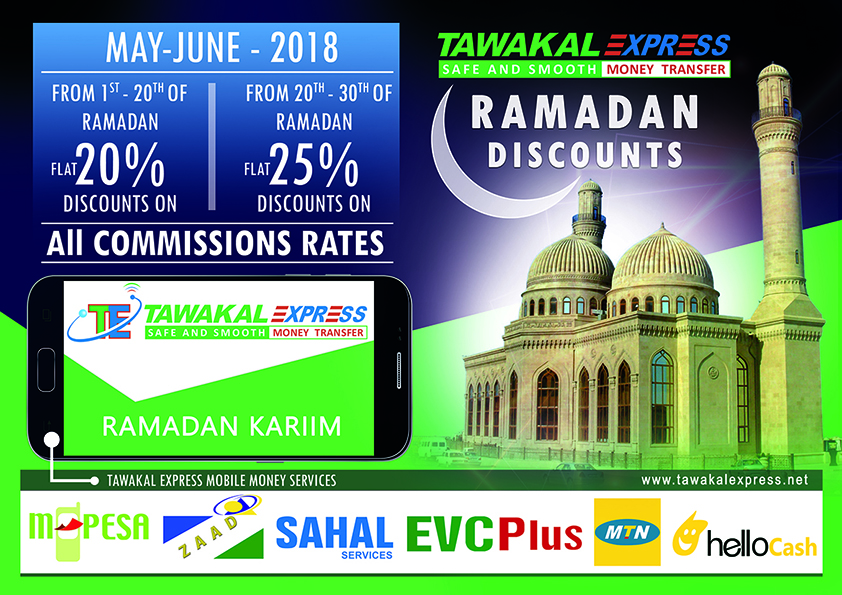 MAY-JUNE - 2018
FROM 1ST - 20TH OF
RAMADAN
FLAT 20%
DISCOUNTS ON
FROM 20TH - 30TH OF
RAMADAN
FLAT 25%
DISCOUNTS ON
All COMMISSIONS RATES
TAWAKAL EXPRESS
SAFE AND SMOOTH MONEY TRANSFER
RAMADAN
DISCOUNTS
TE TAWAKAL EXPRESS
SAFE AND SMOOTH MONEY TRANSFER
RAMADAN KARIIM
TAWAKAL EXPRESS MOBILE MONEY SERVICES
www.tawakalexpress.net
m-PESA
ZAAD
SAHAL
SERVICES
EVCPlus
MTN
helloCash